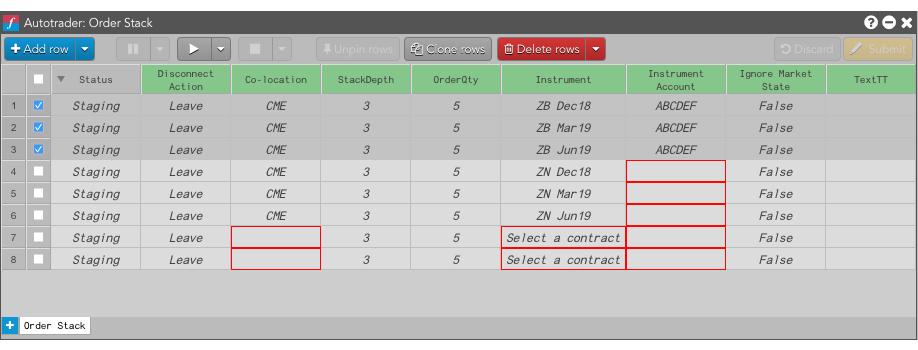 f Autotrader: Order Stack
+ Add row Unpin rows Clone rows Delete rows Discard Submit
Status Disconnect Action Co-location StackDepth OrderQty Instrument Instrument Account Ignore Market State TextTT
1 Staging Leave CME 3 5 ZB Dec18 ABCDEF False
2 Staging Leave CME 3 5 ZB Mar19 ABCDEF False
3 Staging Leave CME 3 5 ZB Jun19 ABCDEF False
4 Staging Leave CME 3 5 ZN Dec18 False
5 Staging Leave CME 3 5 ZN Mar19 False
6 Staging Leave CME 3 5 ZN Jun19 False
7 Staging Leave 3 5 Select a contract False
8 Staging Leave 3 5 Select a contract False
+ Order Stack